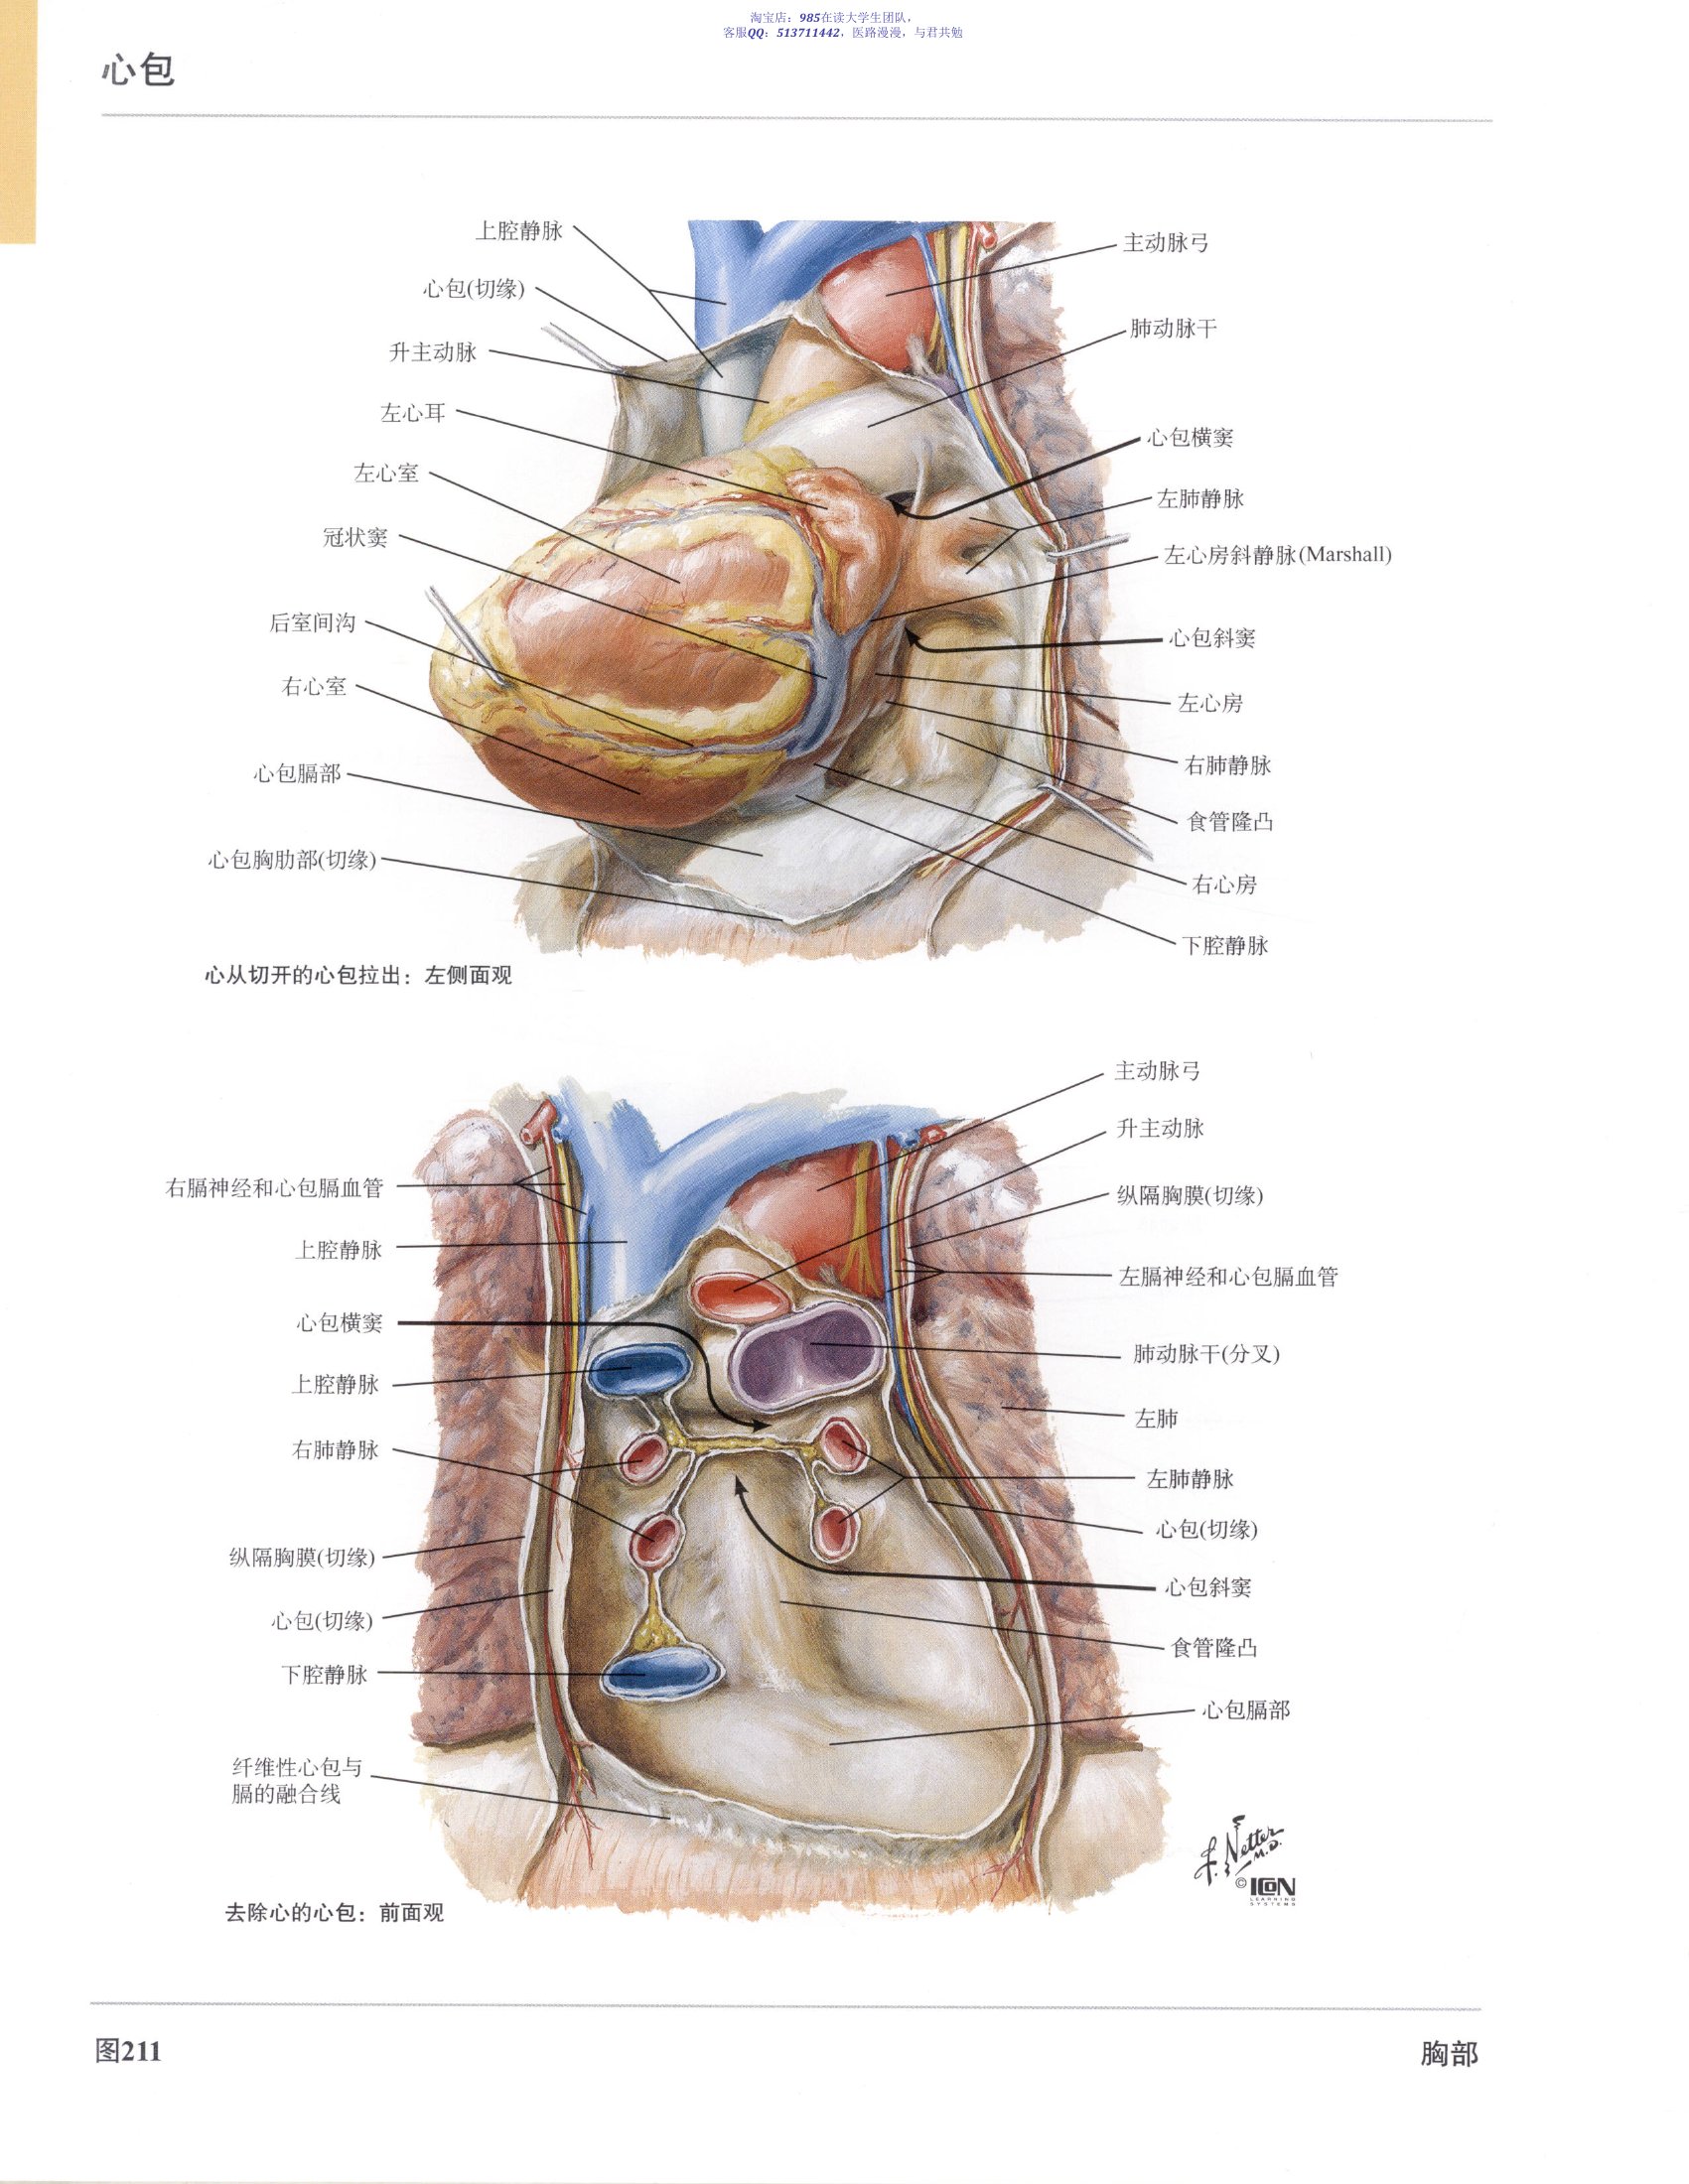 淘宝店：985在读大学生团队，
客服QQ：513711442，医路漫漫，与君共勉
心包
上腔静脉
心包(切缘)
升主动脉
左心耳
左心室
冠状窦
后室间沟
右心室
心包膈部
心包胸肋部(切缘)
主动脉弓
肺动脉干
心包横窦
左肺静脉
左心房斜静脉(Marshall)
心包斜窦
左心房
右肺静脉
食管隆凸
右心房
下腔静脉
心从切开的心包拉出：左侧面观
右膈神经和心包膈血管
上腔静脉
心包横窦
上腔静脉
右肺静脉
纵隔胸膜(切缘)
心包(切缘)
下腔静脉
纤维性心包与
膈的融合线
主动脉弓
升主动脉
纵隔胸膜(切缘)
左膈神经和心包膈血管
肺动脉干(分叉)
左肺
左肺静脉
心包(切缘)
心包斜窦
食管隆凸
心包膈部
F. Netter
M.D.
© ICON
LEARNING
SYSTEMS
去除心的心包：前面观
图211
胸部